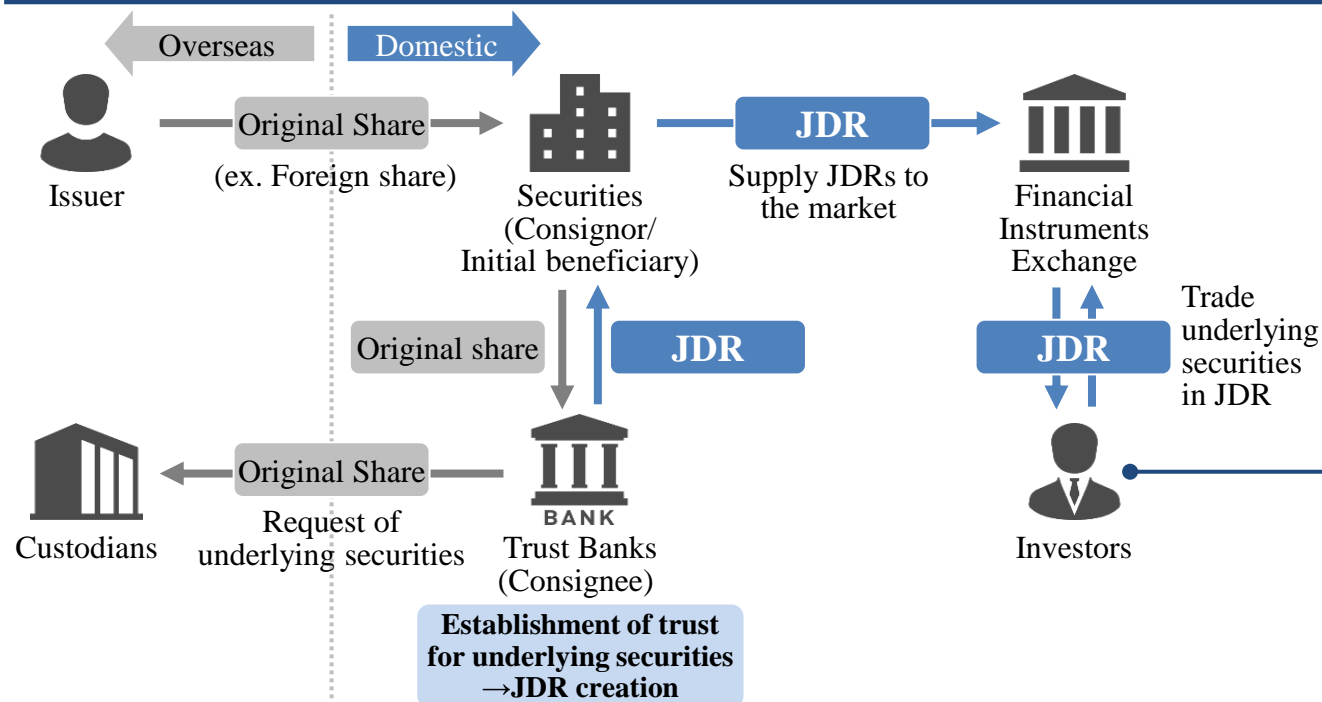 Overseas
Domestic
Original Share
(ex. Foreign share)
Issuer
Securities
(Consignor/
Initial beneficiary)
JDR
Supply JDRs to
the market
Financial
Instruments
Exchange
Original share
JDR
JDR
Trade
underlying
securities
in JDR
Original Share
Request of
underlying securities
Custodians
BANK
Trust Banks
(Consignee)
Investors
Establishment of trust
for underlying securities
→JDR creation